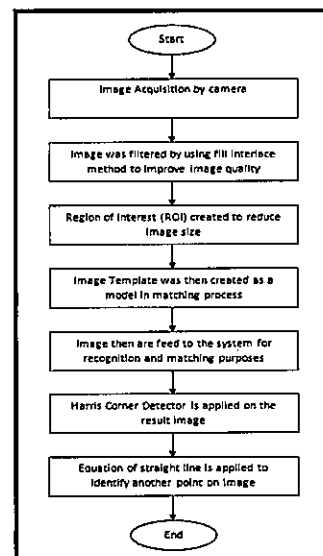 Start
Image Acquisition by camera
Image was filtered by using fill interlace
method to improve image quality
Region of Interest (ROI) created to reduce
image size
Image Template was then created as a
model in matching process
Image then are feed to the system for
recognition and matching purposes
Harris Corner Detector is applied on the
result image
Equation of straight line is applied to
identify another point on image
End